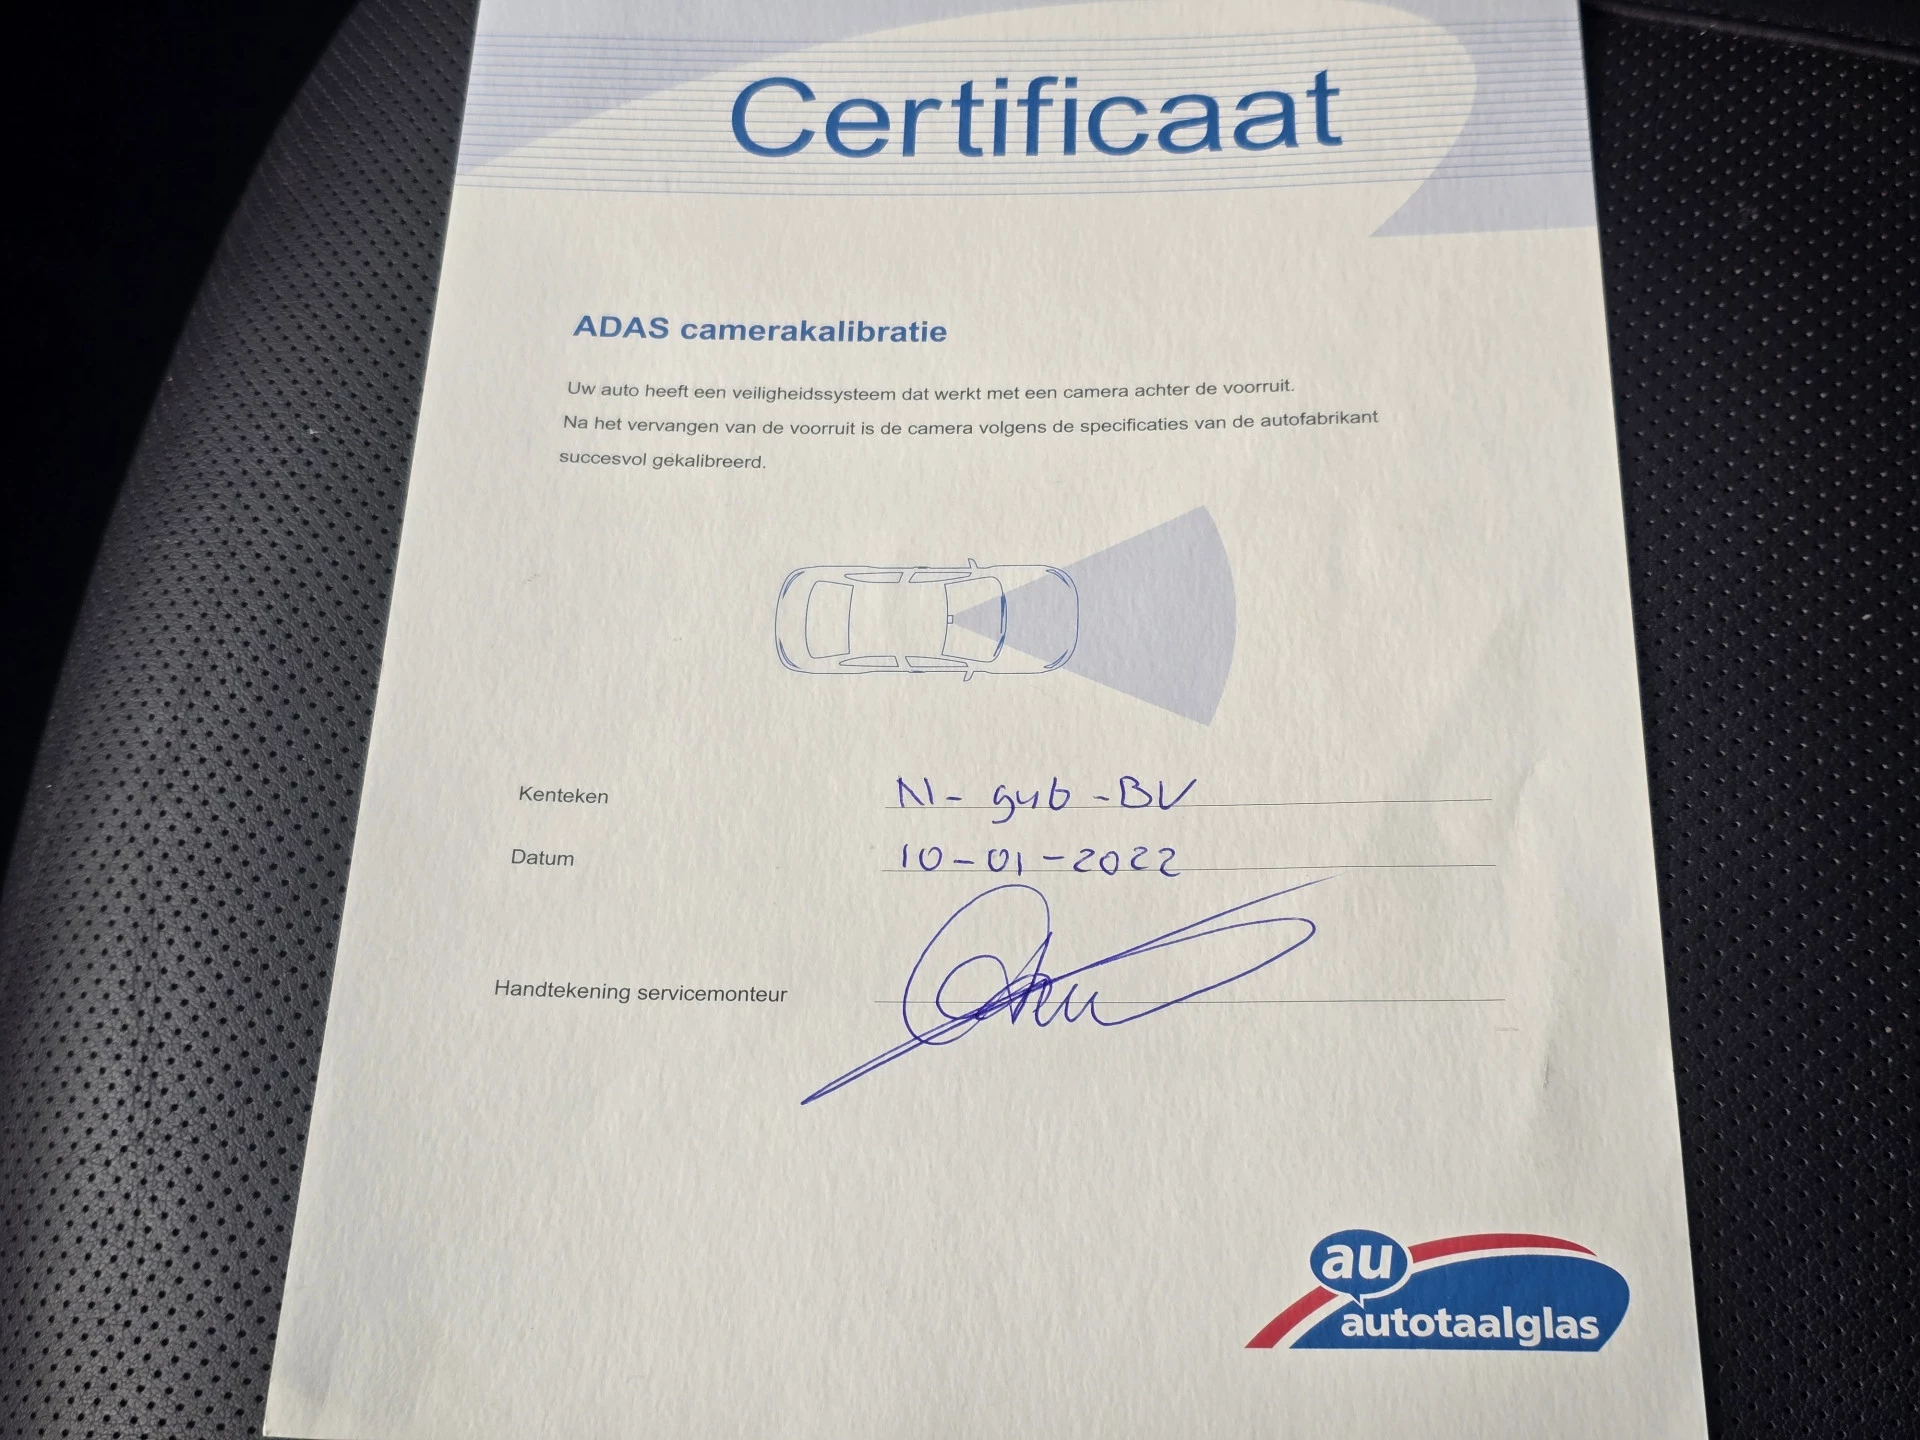 Certificaat
ADAS camerakalibratie
Uw auto heeft een veiligheidssysteem dat werkt met een camera achter de voorruit.
Na het vervangen van de voorruit is de camera volgens de specificaties van de autofabrikant
succesvol gekalibreerd.
Kenteken N-946-BV
Datum 10-01-2022
Handtekening servicemonteur
au
autotaalglas